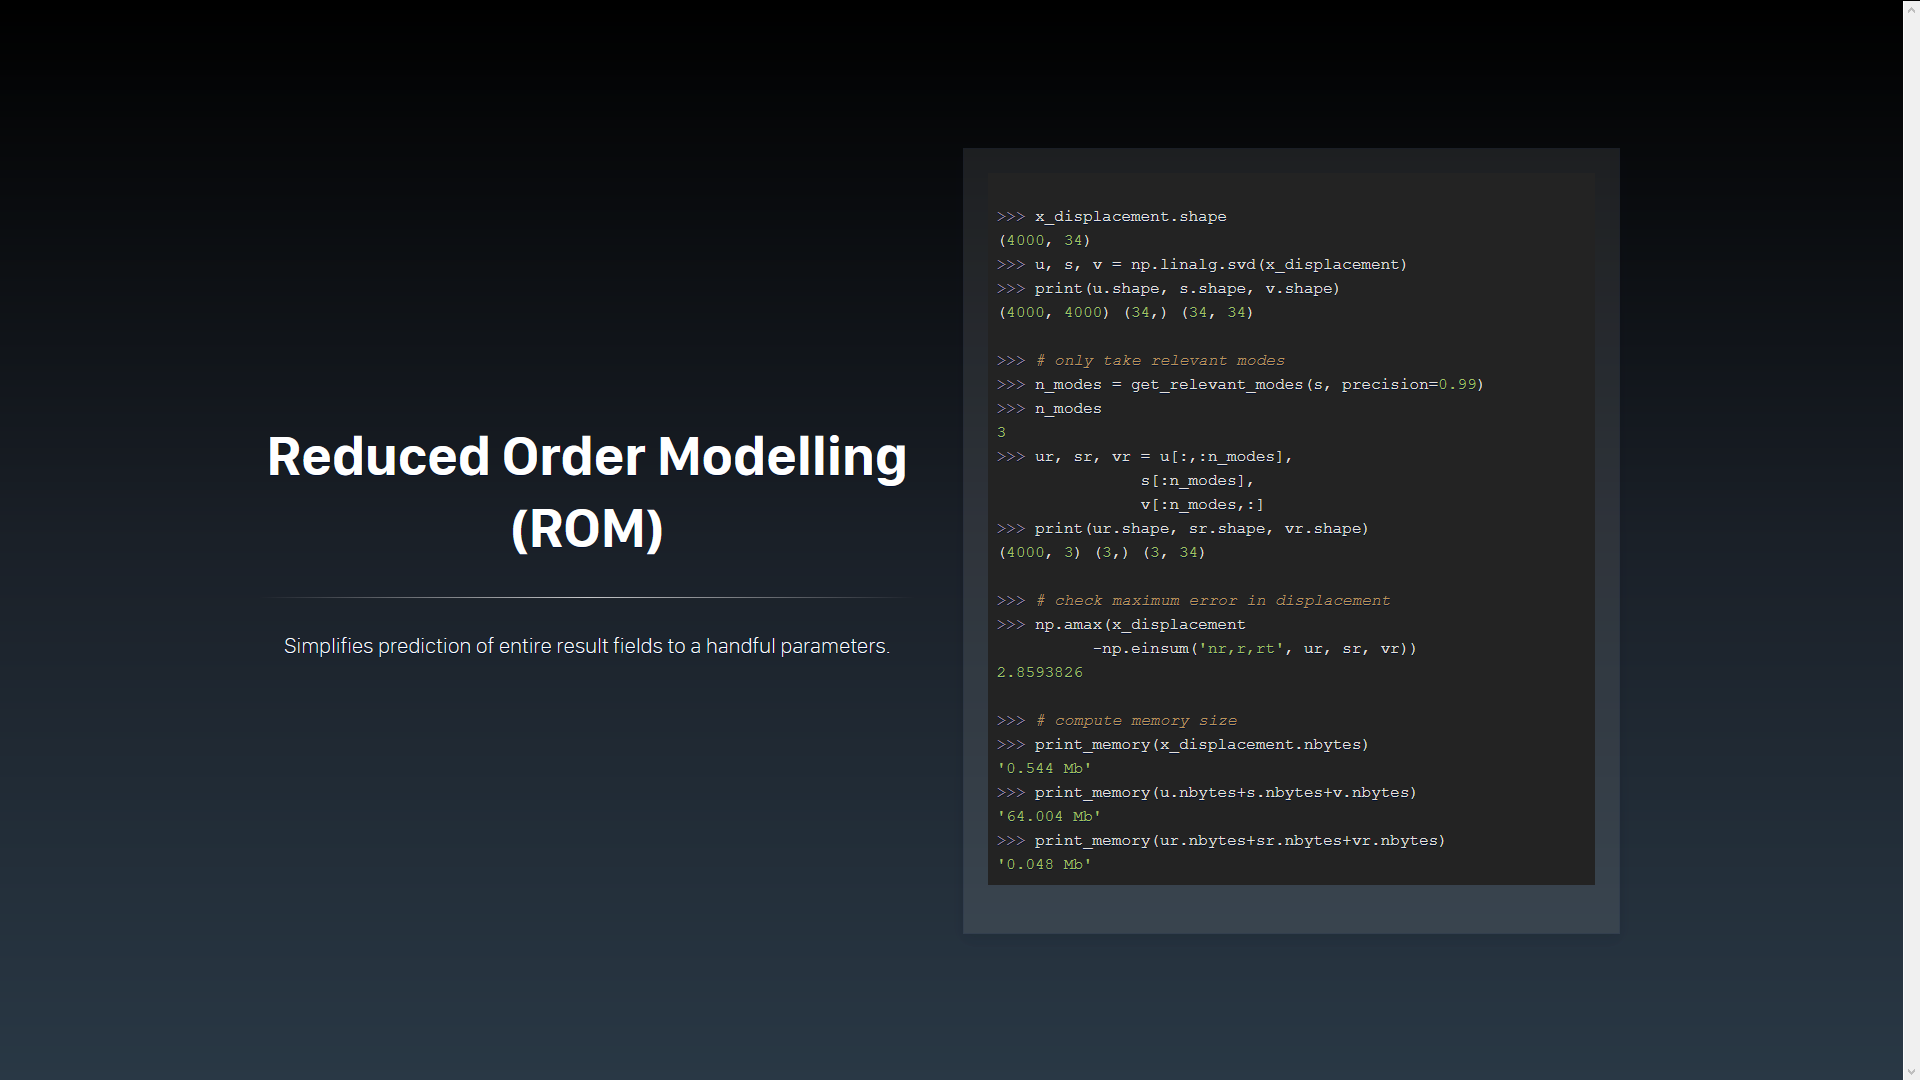 Reduced Order Modelling
(ROM)
Simplifies prediction of entire result fields to a handful parameters.
>>> x_displacement.shape
(4000, 34)
>>> u, s, v = np.linalg.svd(x_displacement)
>>> print(u.shape, s.shape, v.shape)
(4000, 4000) (34,) (34, 34)
>>> # only take relevant modes
>>> n_modes = get_relevant_modes(s, precision=0.99)
>>> n_modes
3
>>> ur, sr, vr = u[:,:n_modes],
               s[:n_modes],
               v[:n_modes,:]
>>> print(ur.shape, sr.shape, vr.shape)
(4000, 3) (3,) (3, 34)
>>> # check maximum error in displacement
>>> np.amax(x_displacement
          -np.einsum('nr,r,rt', ur, sr, vr))
2.8593826
>>> # compute memory size
>>> print_memory(x_displacement.nbytes)
'0.544 Mb'
>>> print_memory(u.nbytes+s.nbytes+v.nbytes)
'64.004 Mb'
>>> print_memory(ur.nbytes+sr.nbytes+vr.nbytes)
'0.048 Mb'